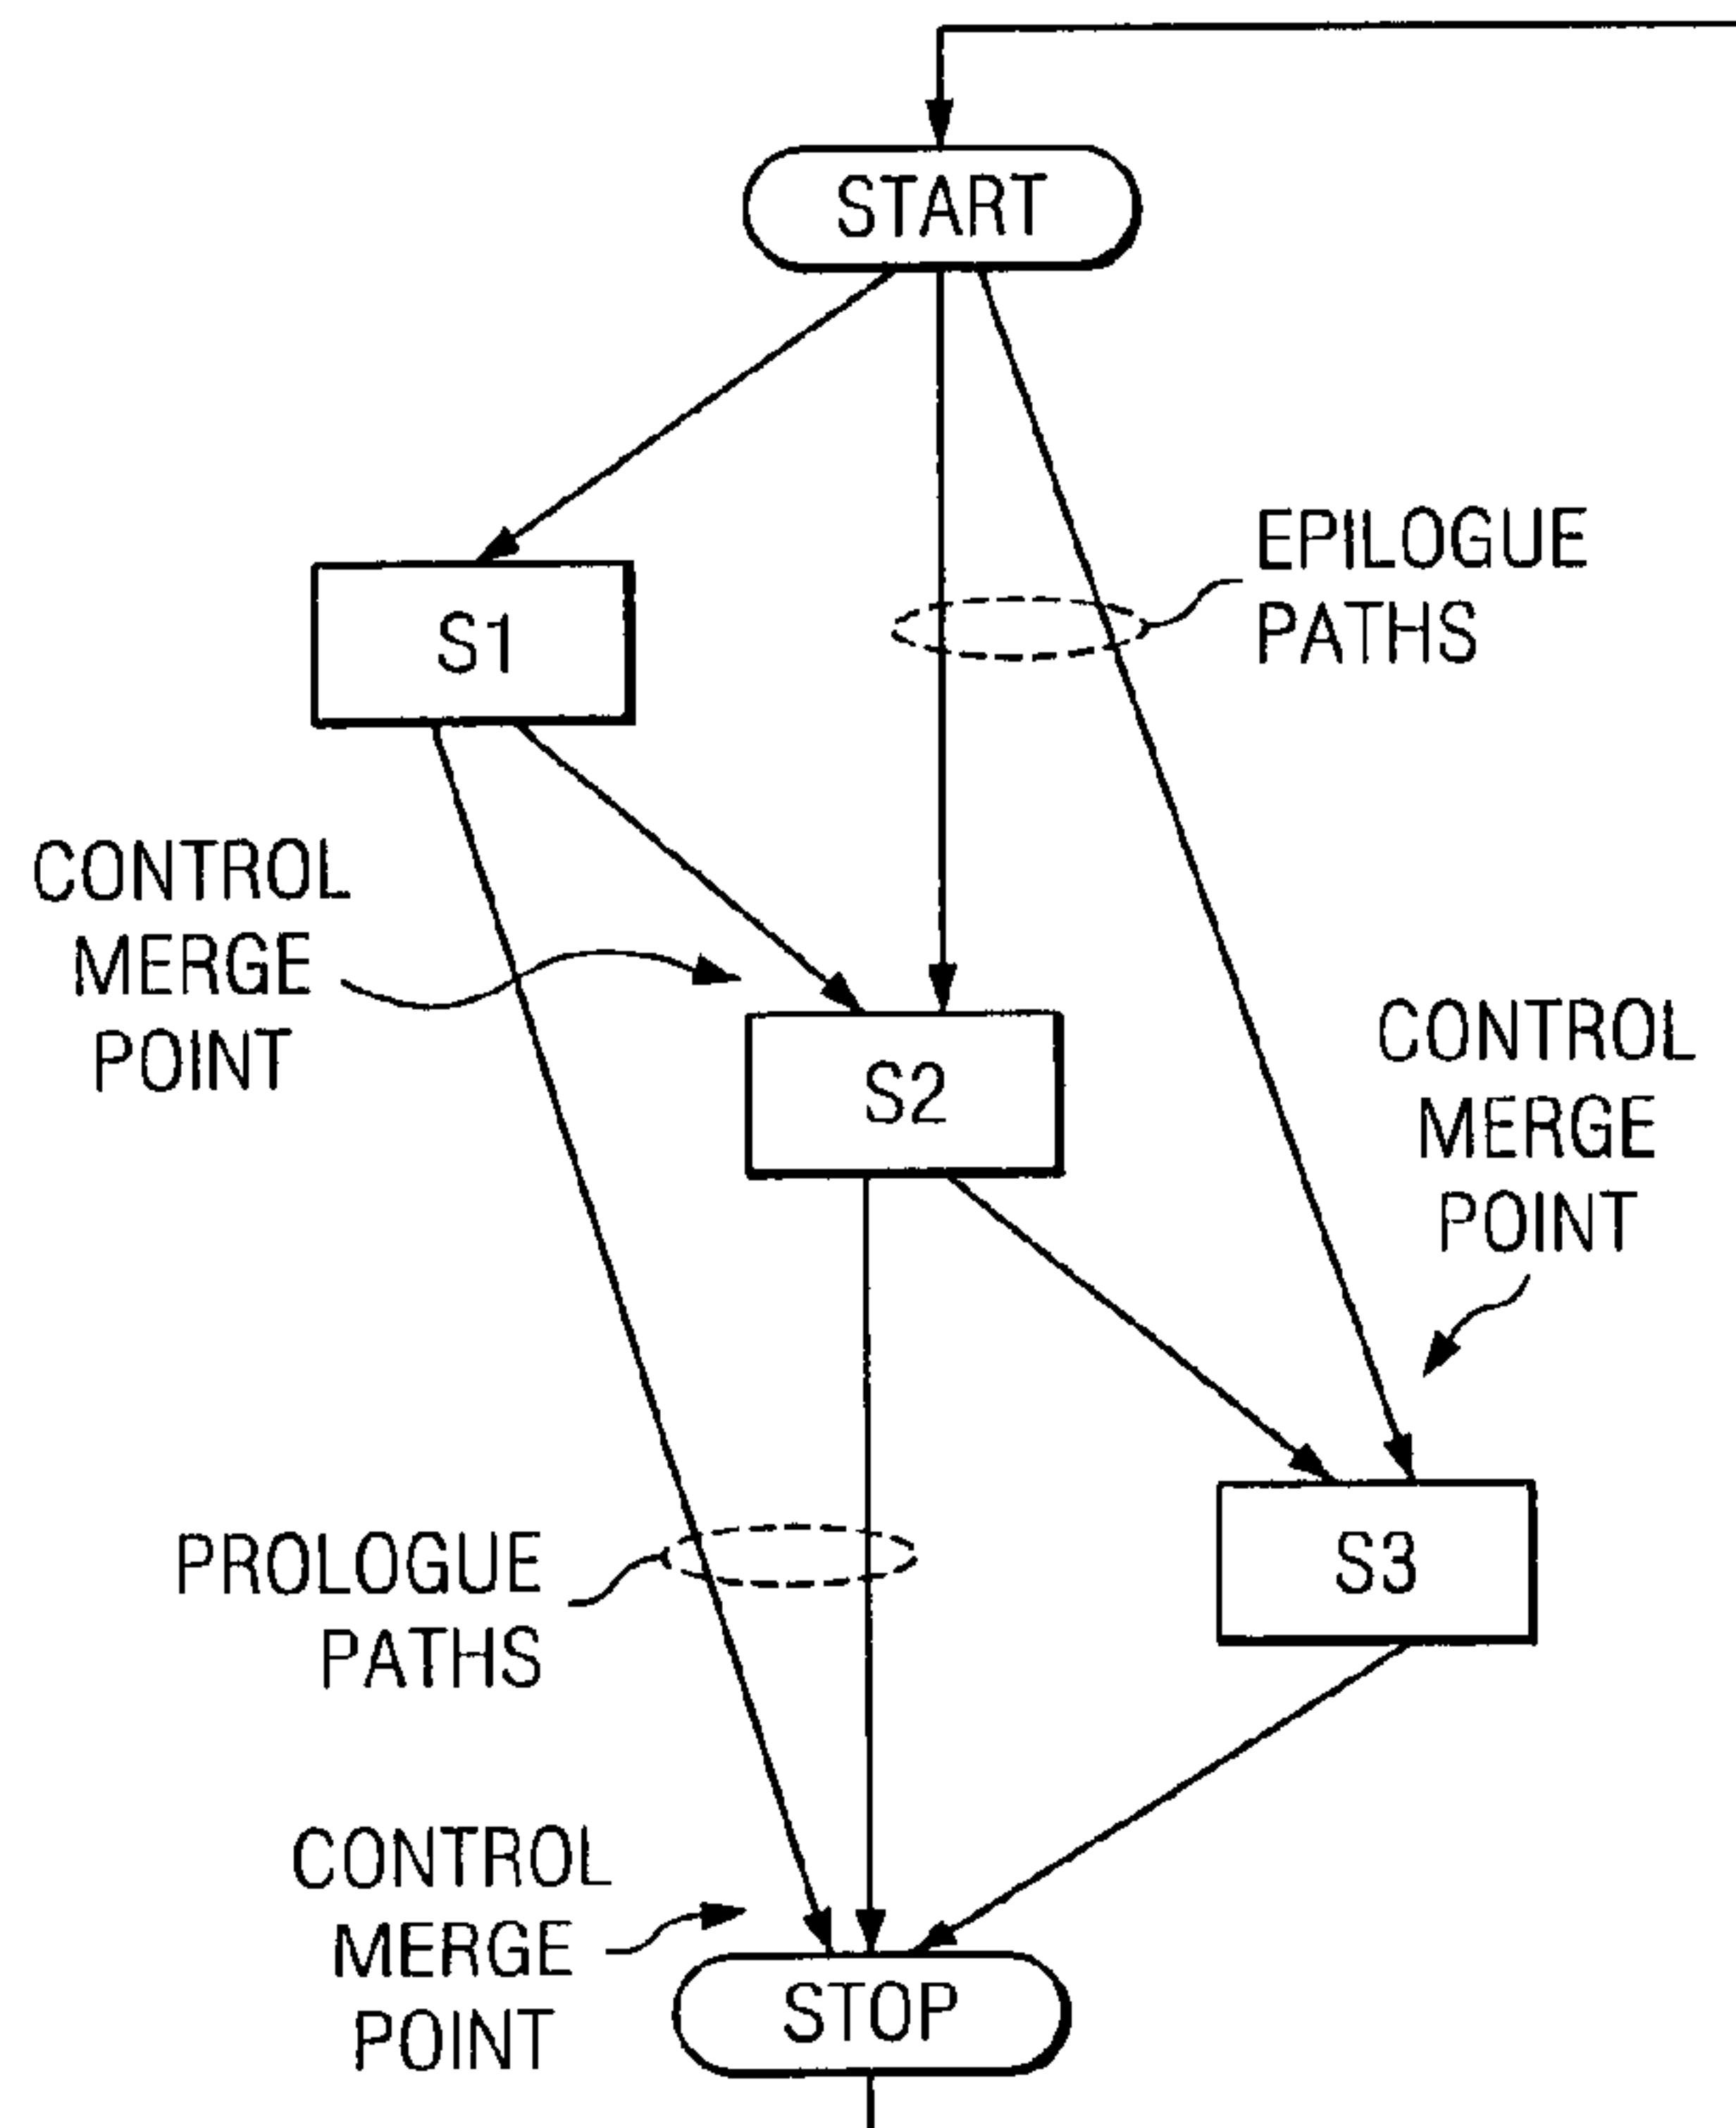 START
EPILOGUE
PATHS
S1
CONTROL
MERGE
POINT
S2
CONTROL
MERGE
POINT
PROLOGUE
PATHS
S3
CONTROL
MERGE
POINT
STOP